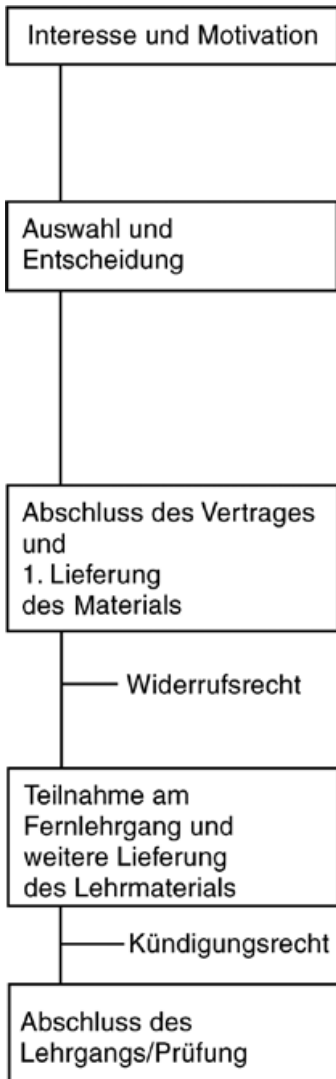 Interesse und Motivation
Auswahl und
Entscheidung
Abschluss des Vertrages
und
1. Lieferung
des Materials
Widerrufsrecht
Teilnahme am
Fernlehrgang und
weitere Lieferung
des Lehrmaterials
Kündigungsrecht
Abschluss des
Lehrgangs/Prüfung